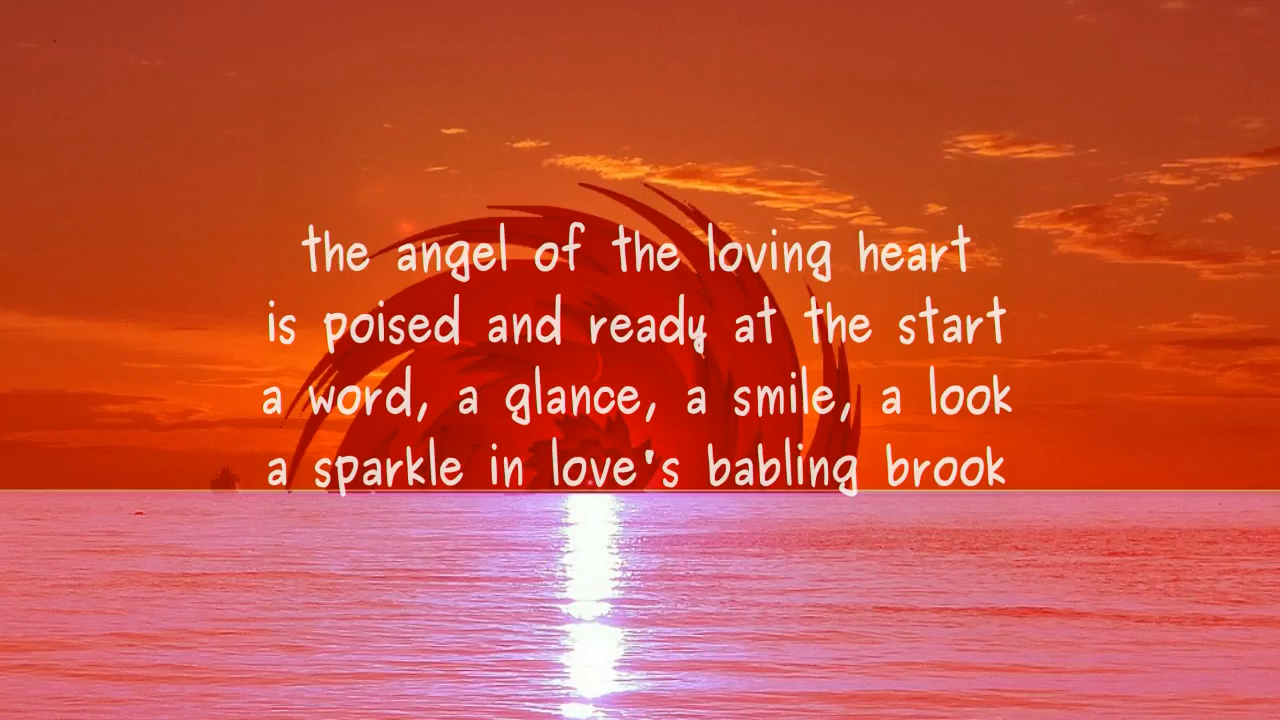 the angel of the loving heart
is poised and ready at the start
a word, a glance, a smile, a look
a sparkle in love's babling brook